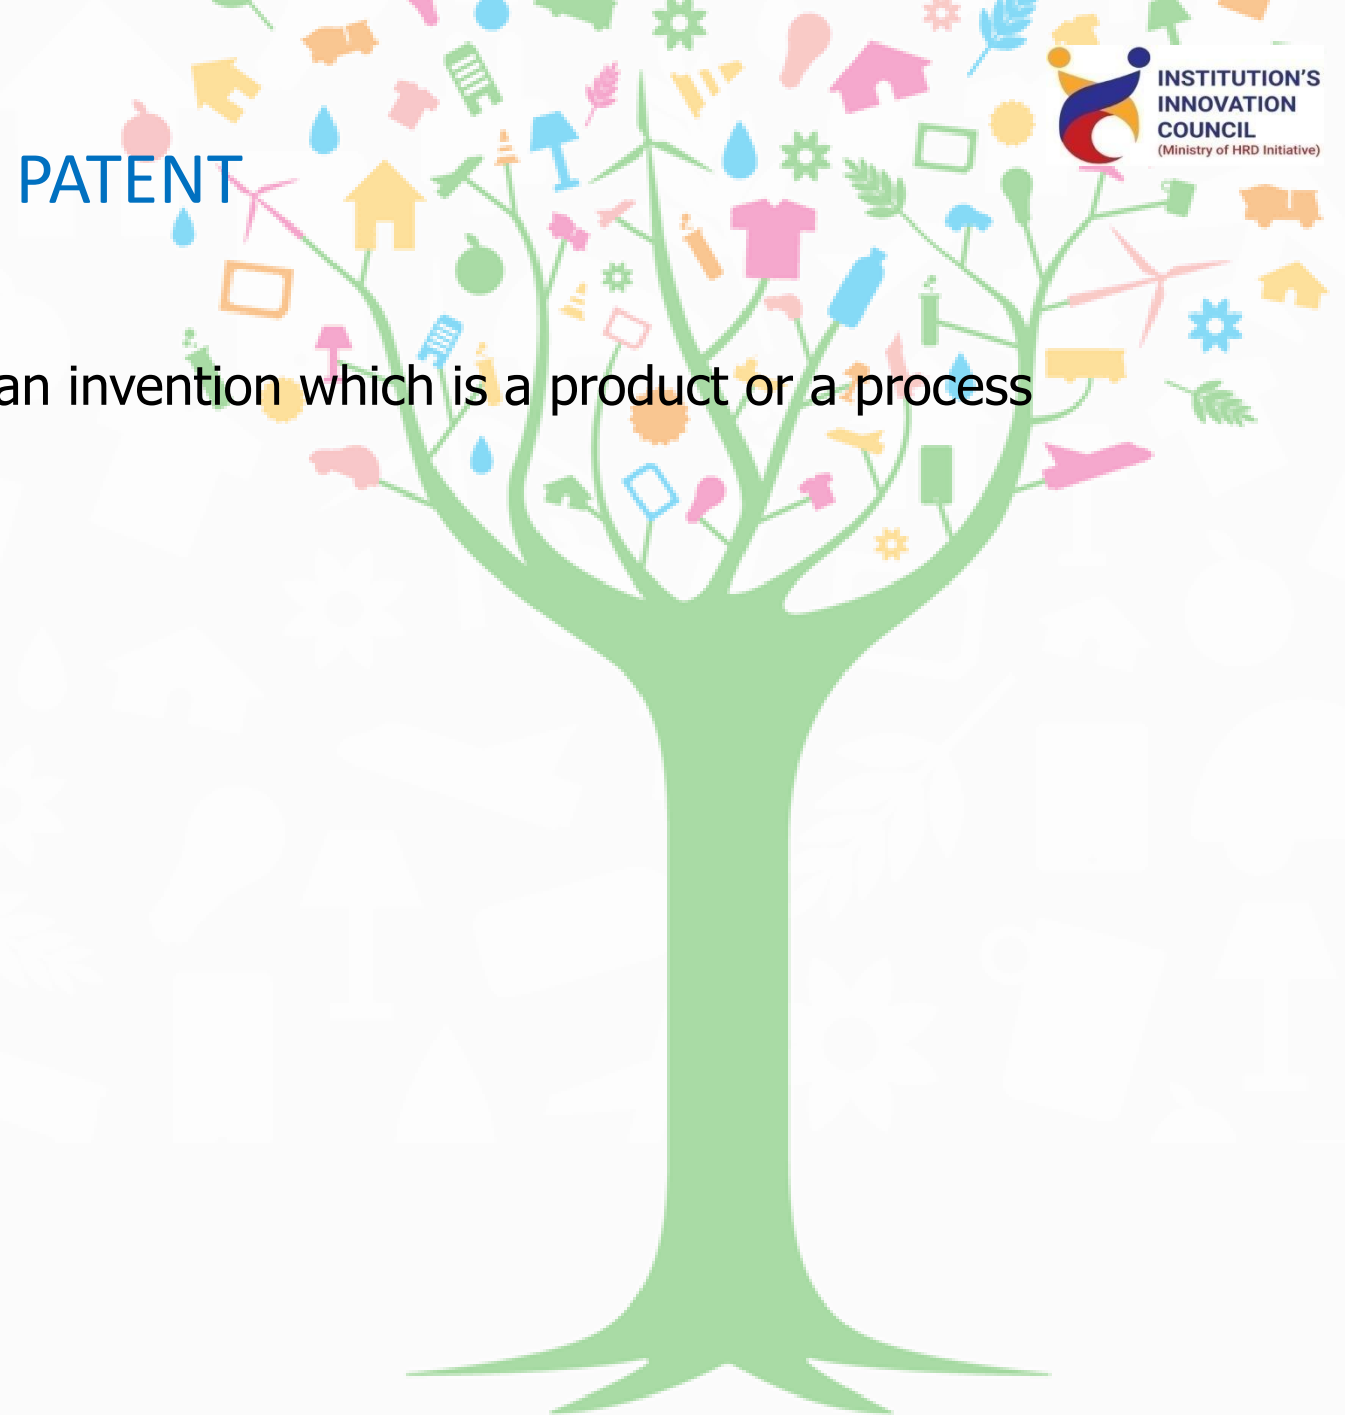 INSTITUTION'S
INNOVATION
COUNCIL
(Ministry of HRD Initiative)
PATENT
an invention which is a product or a process